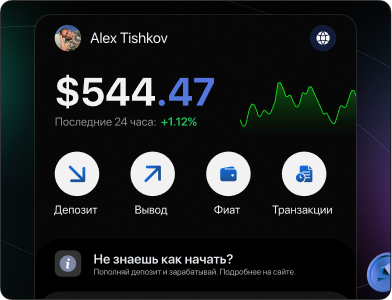 Alex Tishkov
$544.47
Последние 24 часа: +1.12%
Депозит Вывод Фиат Транзакции
Не знаешь как начать?
Пополняй депозит и зарабатывай. Подробнее на сайте.